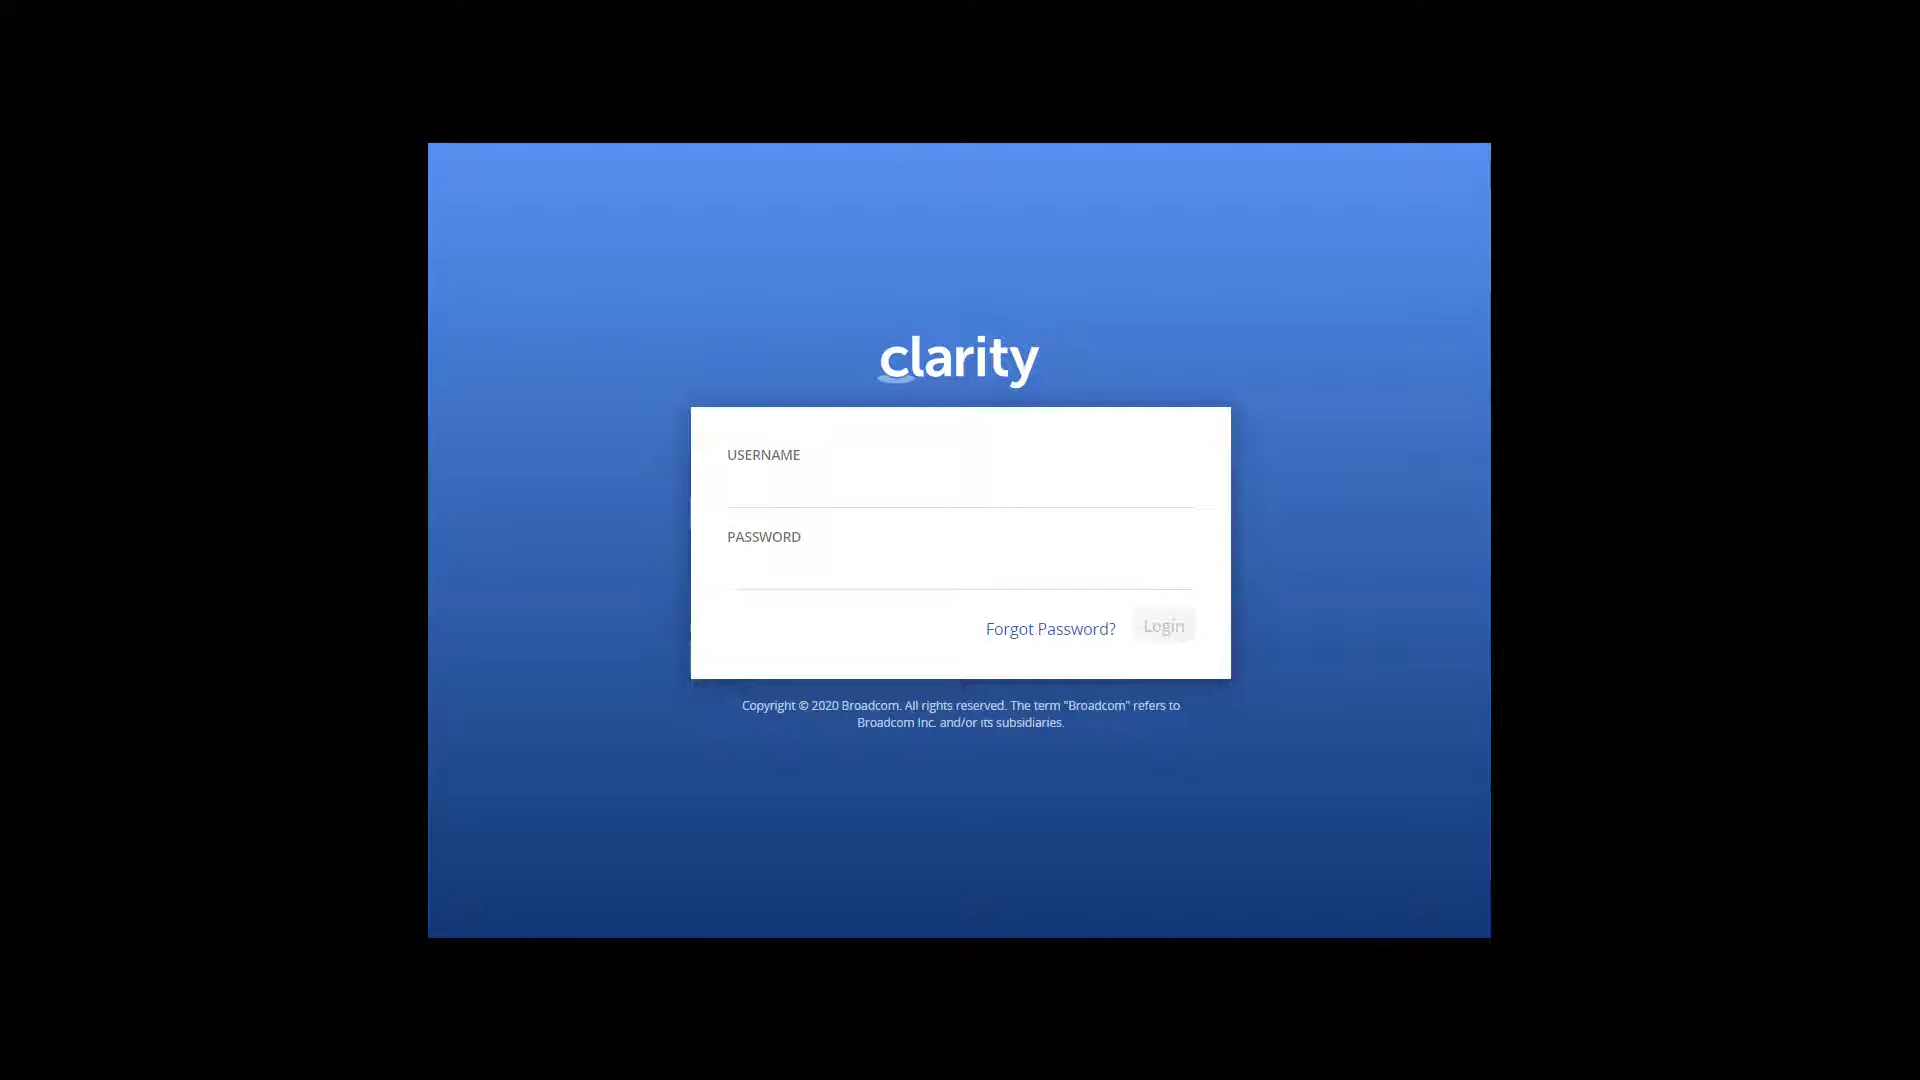 clarity
USERNAME
PASSWORD
Forgot Password? Login
Copyright © 2020 Broadcom. All rights reserved. The term "Broadcom" refers to
Broadcom Inc. and/or its subsidiaries.